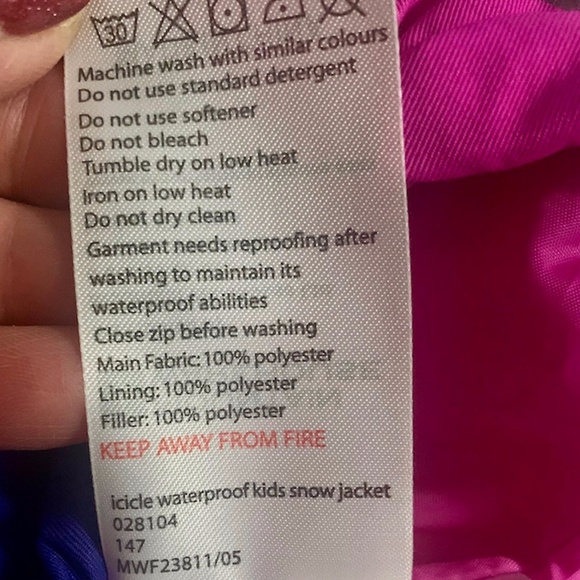 30
Machine wash with similar colours
Do not use standard detergent
Do not use softener
Do not bleach
Tumble dry on low heat
Iron on low heat
Do not dry clean
Garment needs reproofing after
washing to maintain its
waterproof abilities
Close zip before washing
Main Fabric: 100% polyester
Lining: 100% polyester
Filler: 100% polyester
KEEP AWAY FROM FIRE
icicle waterproof kids snow jacket
028104
147
MWF23811/05